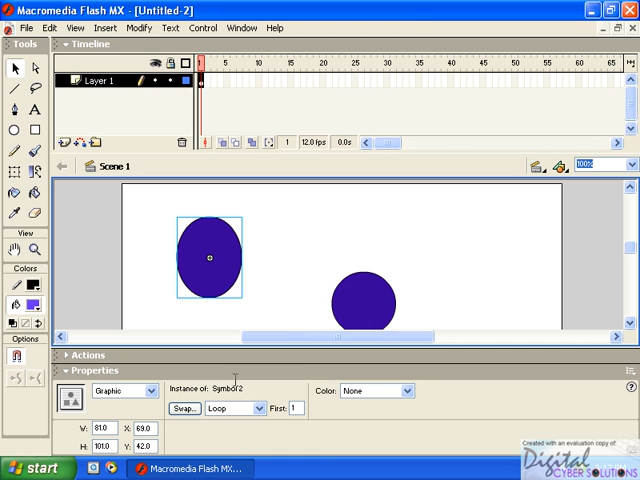 Macromedia Flash MX - [Untitled-2]
File Edit View Insert Modify Text Control Window Help
Tools
Timeline
1 5 10 15 20 25 30 35 40 45 50 55 60 65
Layer 1
1 12.0 fps 0.0s
Scene 1
100%
View
Colors
Options
Actions
Properties
Graphic
Instance of: Symbol 2
Color: None
Swap... Loop First: 1
W: 81.0 X: 69.0
H: 101.0 Y: 42.0
Created with an evaluation copy of
Digital
CYBER SOLUTIONS
start
Macromedia Flash MX...